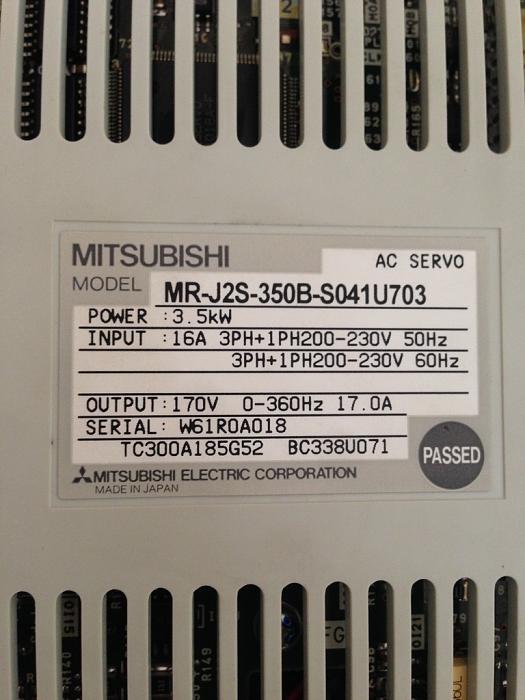 MITSUBISHI
AC SERVO
MODEL MR-J2S-350B-S041U703
POWER :3.5kW
INPUT :16A 3PH+1PH200-230V 50Hz
3PH+1PH200-230V 60Hz
OUTPUT:170V 0-360Hz 17.0A
SERIAL: W61R0A018
TC300A185G52 BC338U071
PASSED
MITSUBISHI ELECTRIC CORPORATION
MADE IN JAPAN
R149
FG